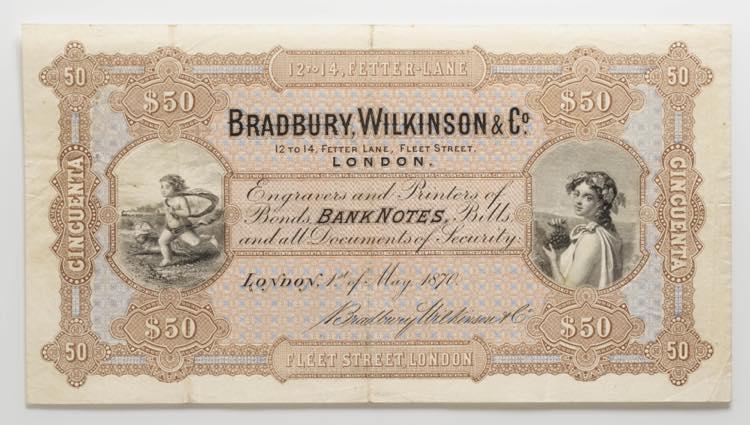 50 12 TO 14, FETTER-LANE 50
$50 $50
BRADBURY, WILKINSON & Co.
12 TO 14, FETTER LANE, FLEET STREET.
LONDON.
CINCUENTA CINCUENTA
Engravers and Printers of
Bonds, BANK NOTES, Bills
and all Documents of Security.
LONDON, 1st of May 1870.
Bradbury Wilkinson & Co
$50 $50
50 FLEET STREET, LONDON 50